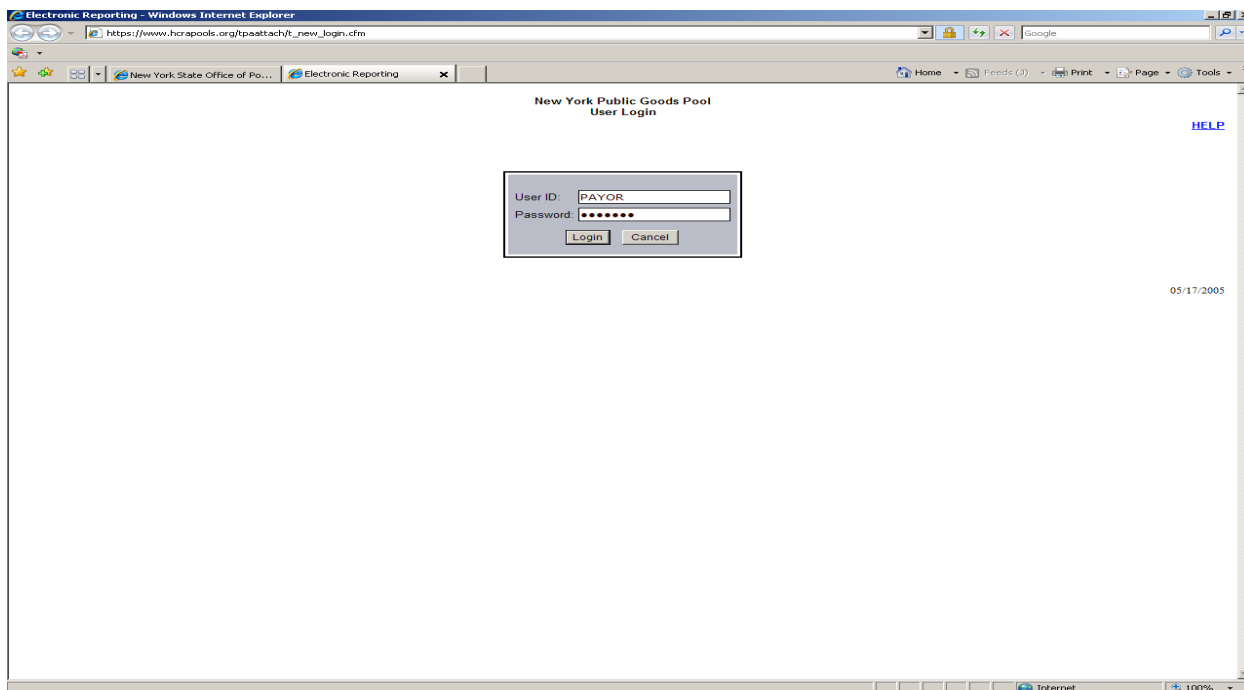 Electronic Reporting - Windows Internet Explorer
https://www.hcrapools.org/tpaattach/t_new_login.cfm
Google
New York State Office of Po...
Electronic Reporting
Home
Feeds (J)
Print
Page
Tools
New York Public Goods Pool
User Login
HELP
User ID: PAYOR
Password: •••••••
Login Cancel
05/17/2005
Internet
100%